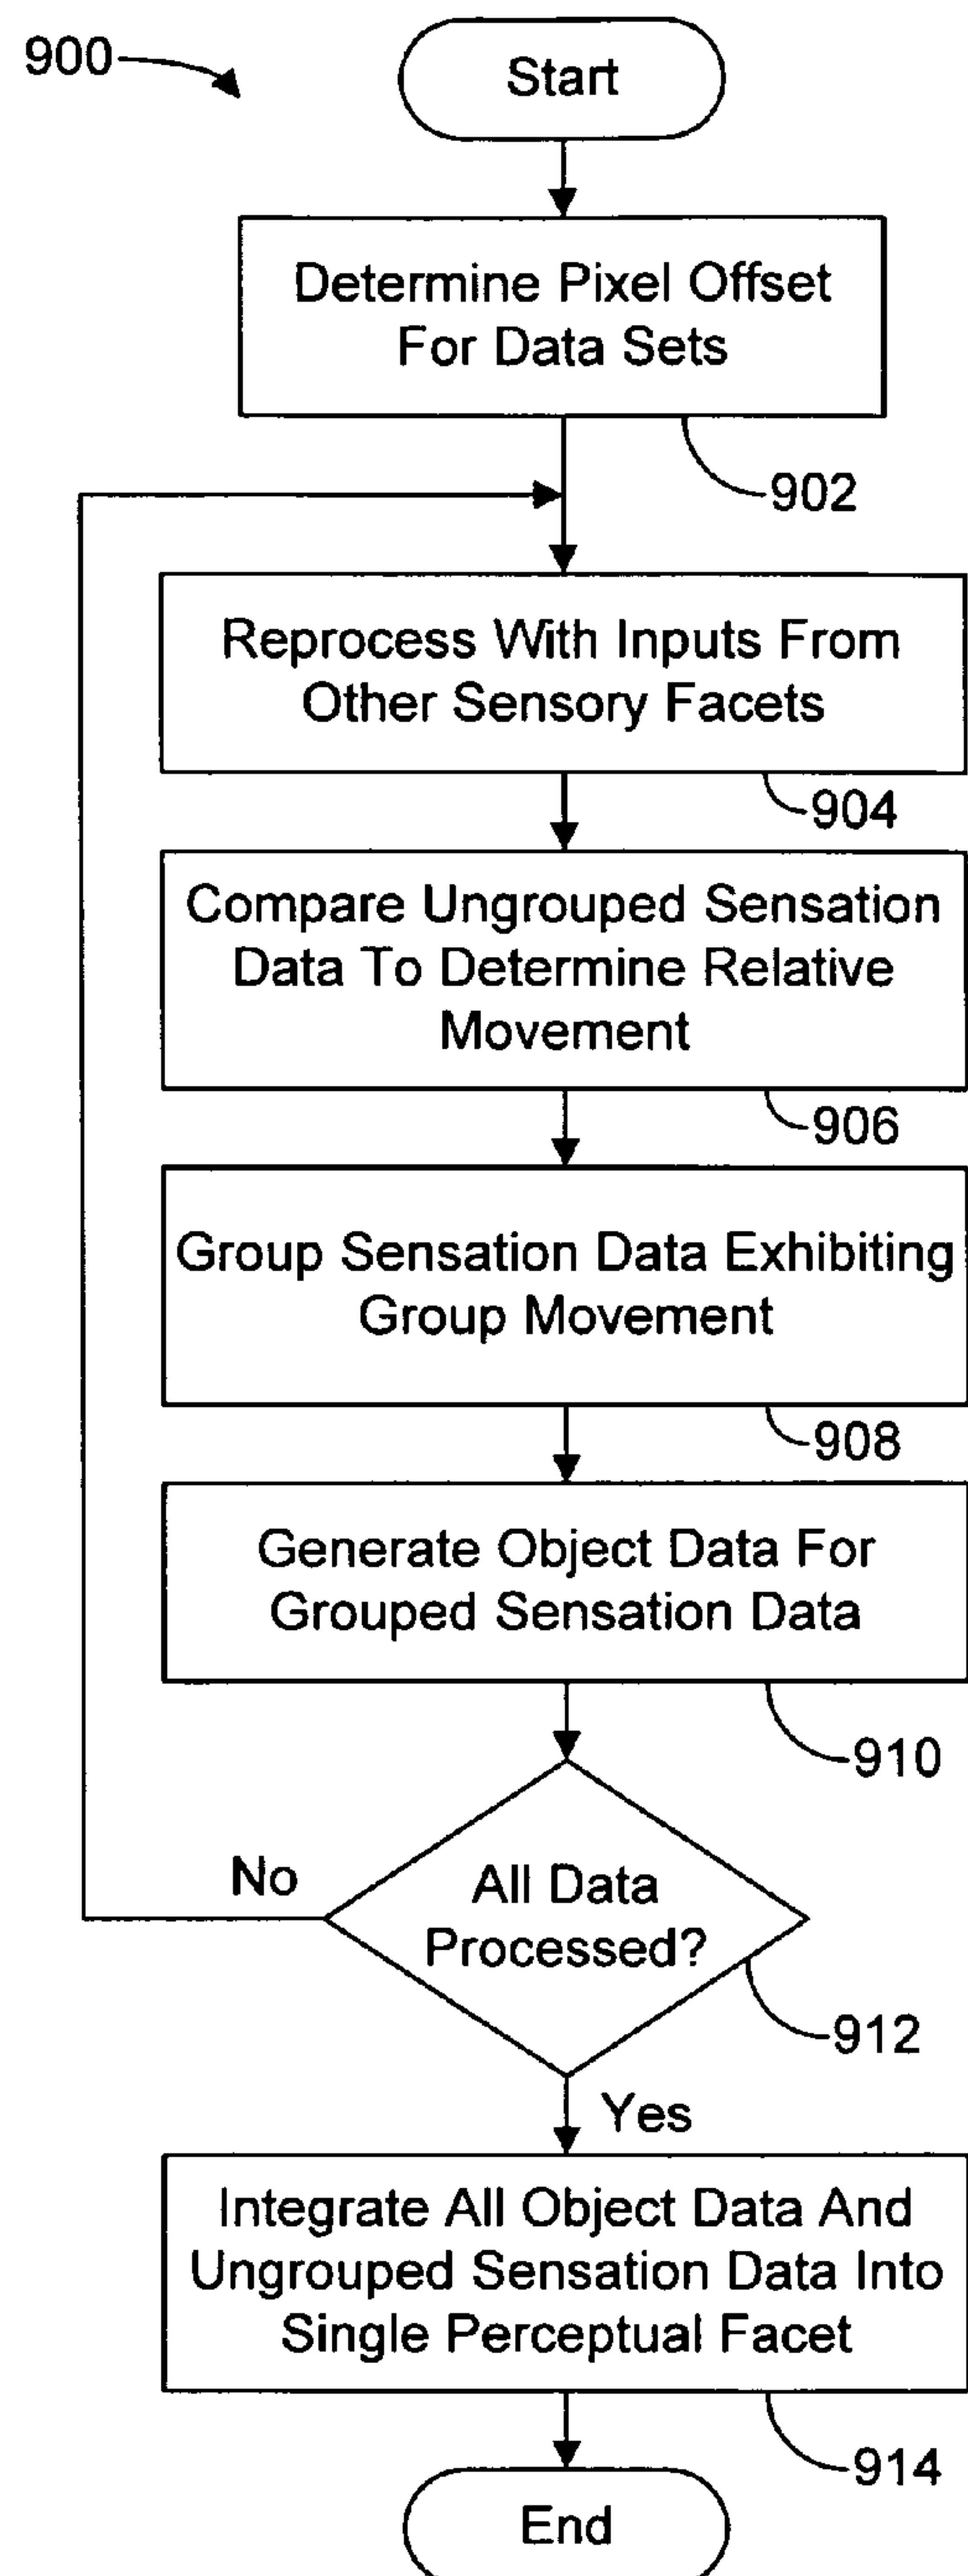 900
Start
Determine Pixel Offset
For Data Sets
902
Reprocess With Inputs From
Other Sensory Facets
904
Compare Ungrouped Sensation
Data To Determine Relative
Movement
906
Group Sensation Data Exhibiting
Group Movement
908
Generate Object Data For
Grouped Sensation Data
910
No
All Data
Processed?
912
Yes
Integrate All Object Data And
Ungrouped Sensation Data Into
Single Perceptual Facet
914
End